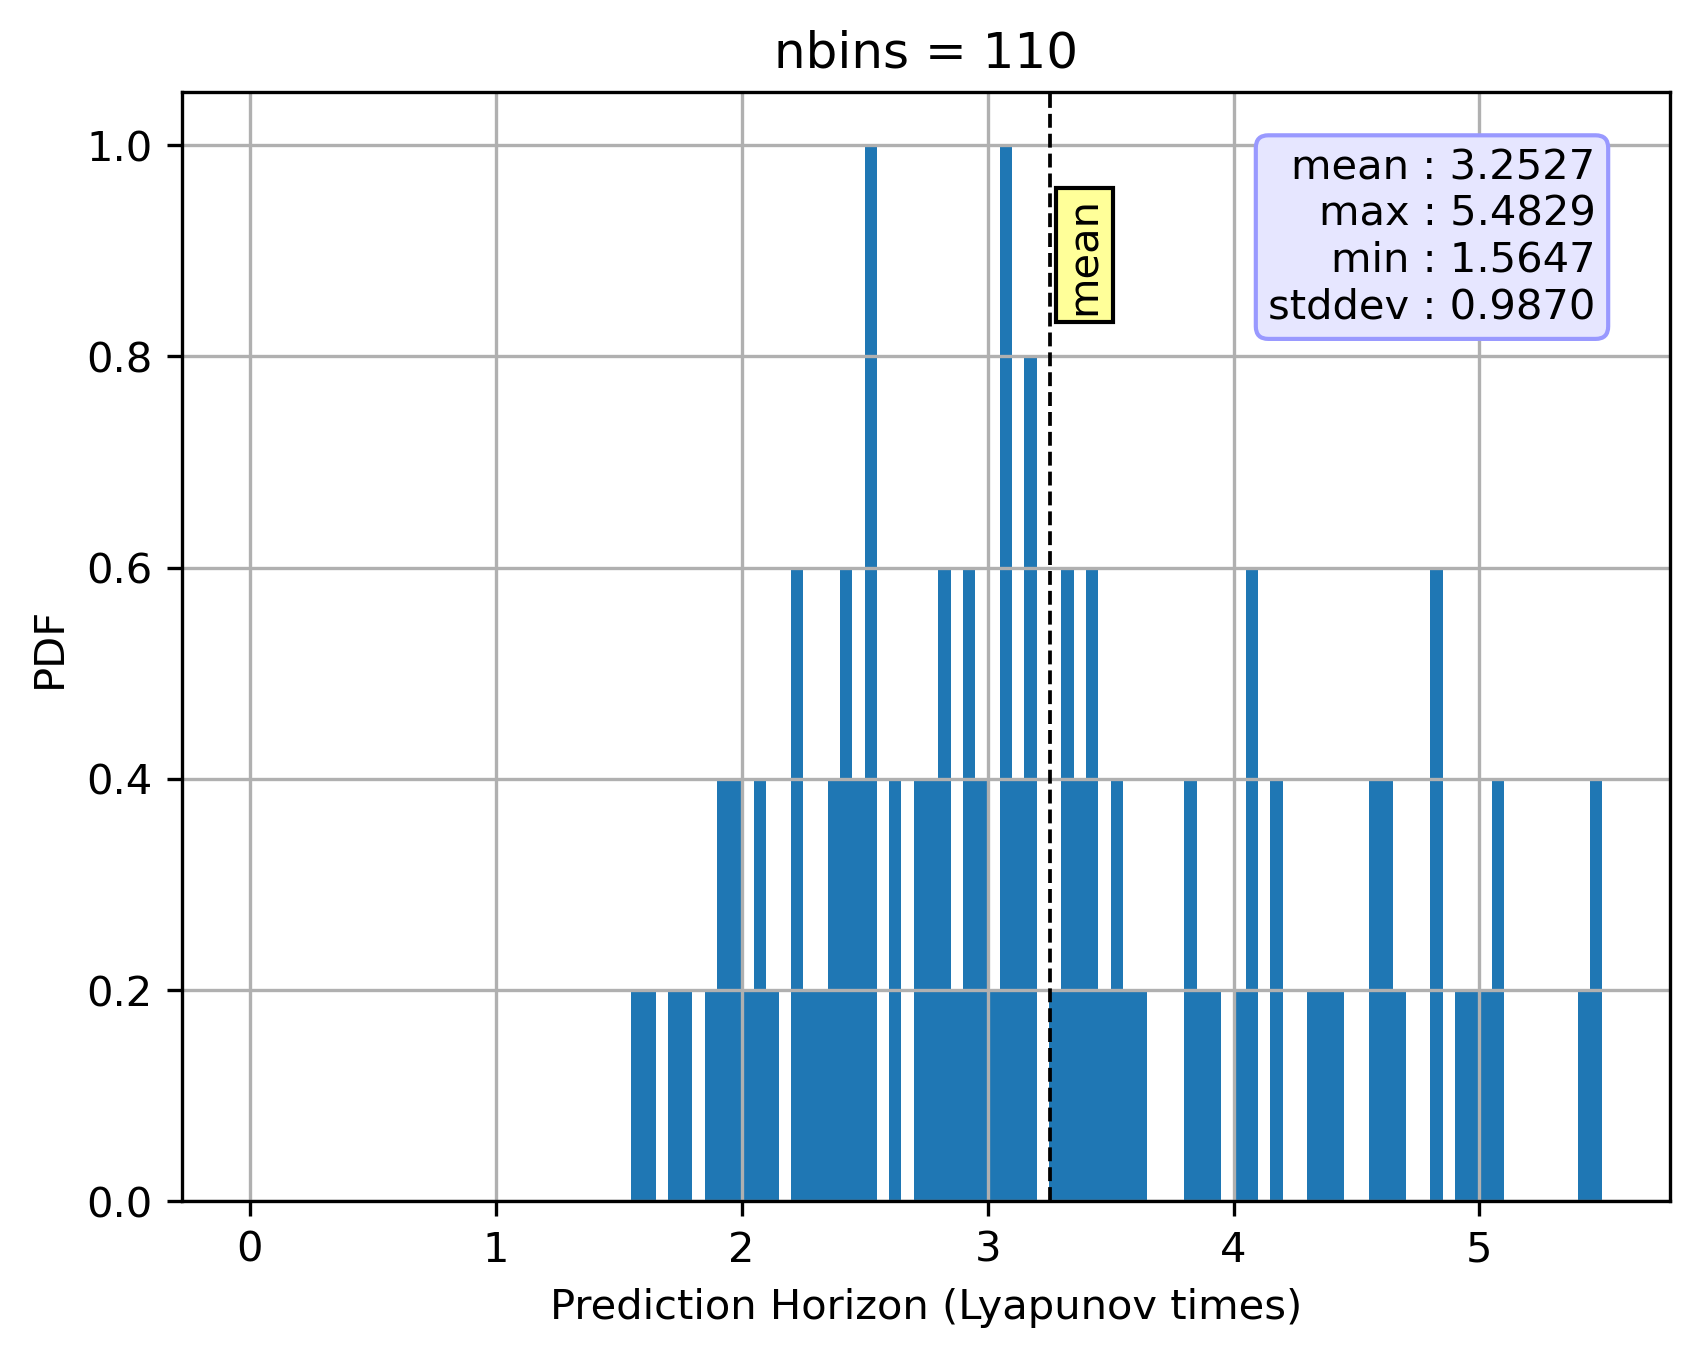 nbins = 110
mean : 3.2527
max : 5.4829
min : 1.5647
stddev : 0.9870
mean
1.0
0.8
0.6
0.4
0.2
0.0
PDF
0 1 2 3 4 5
Prediction Horizon (Lyapunov times)